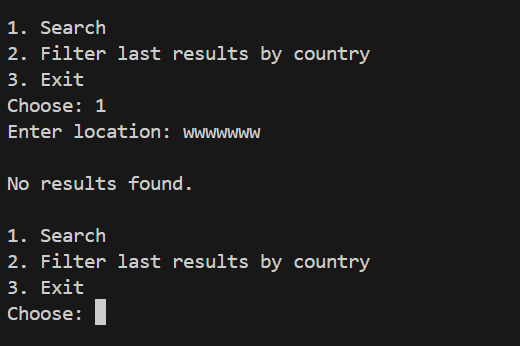 1. Search
2. Filter last results by country
3. Exit
Choose: 1
Enter location: wwwwwww
No results found.
1. Search
2. Filter last results by country
3. Exit
Choose: